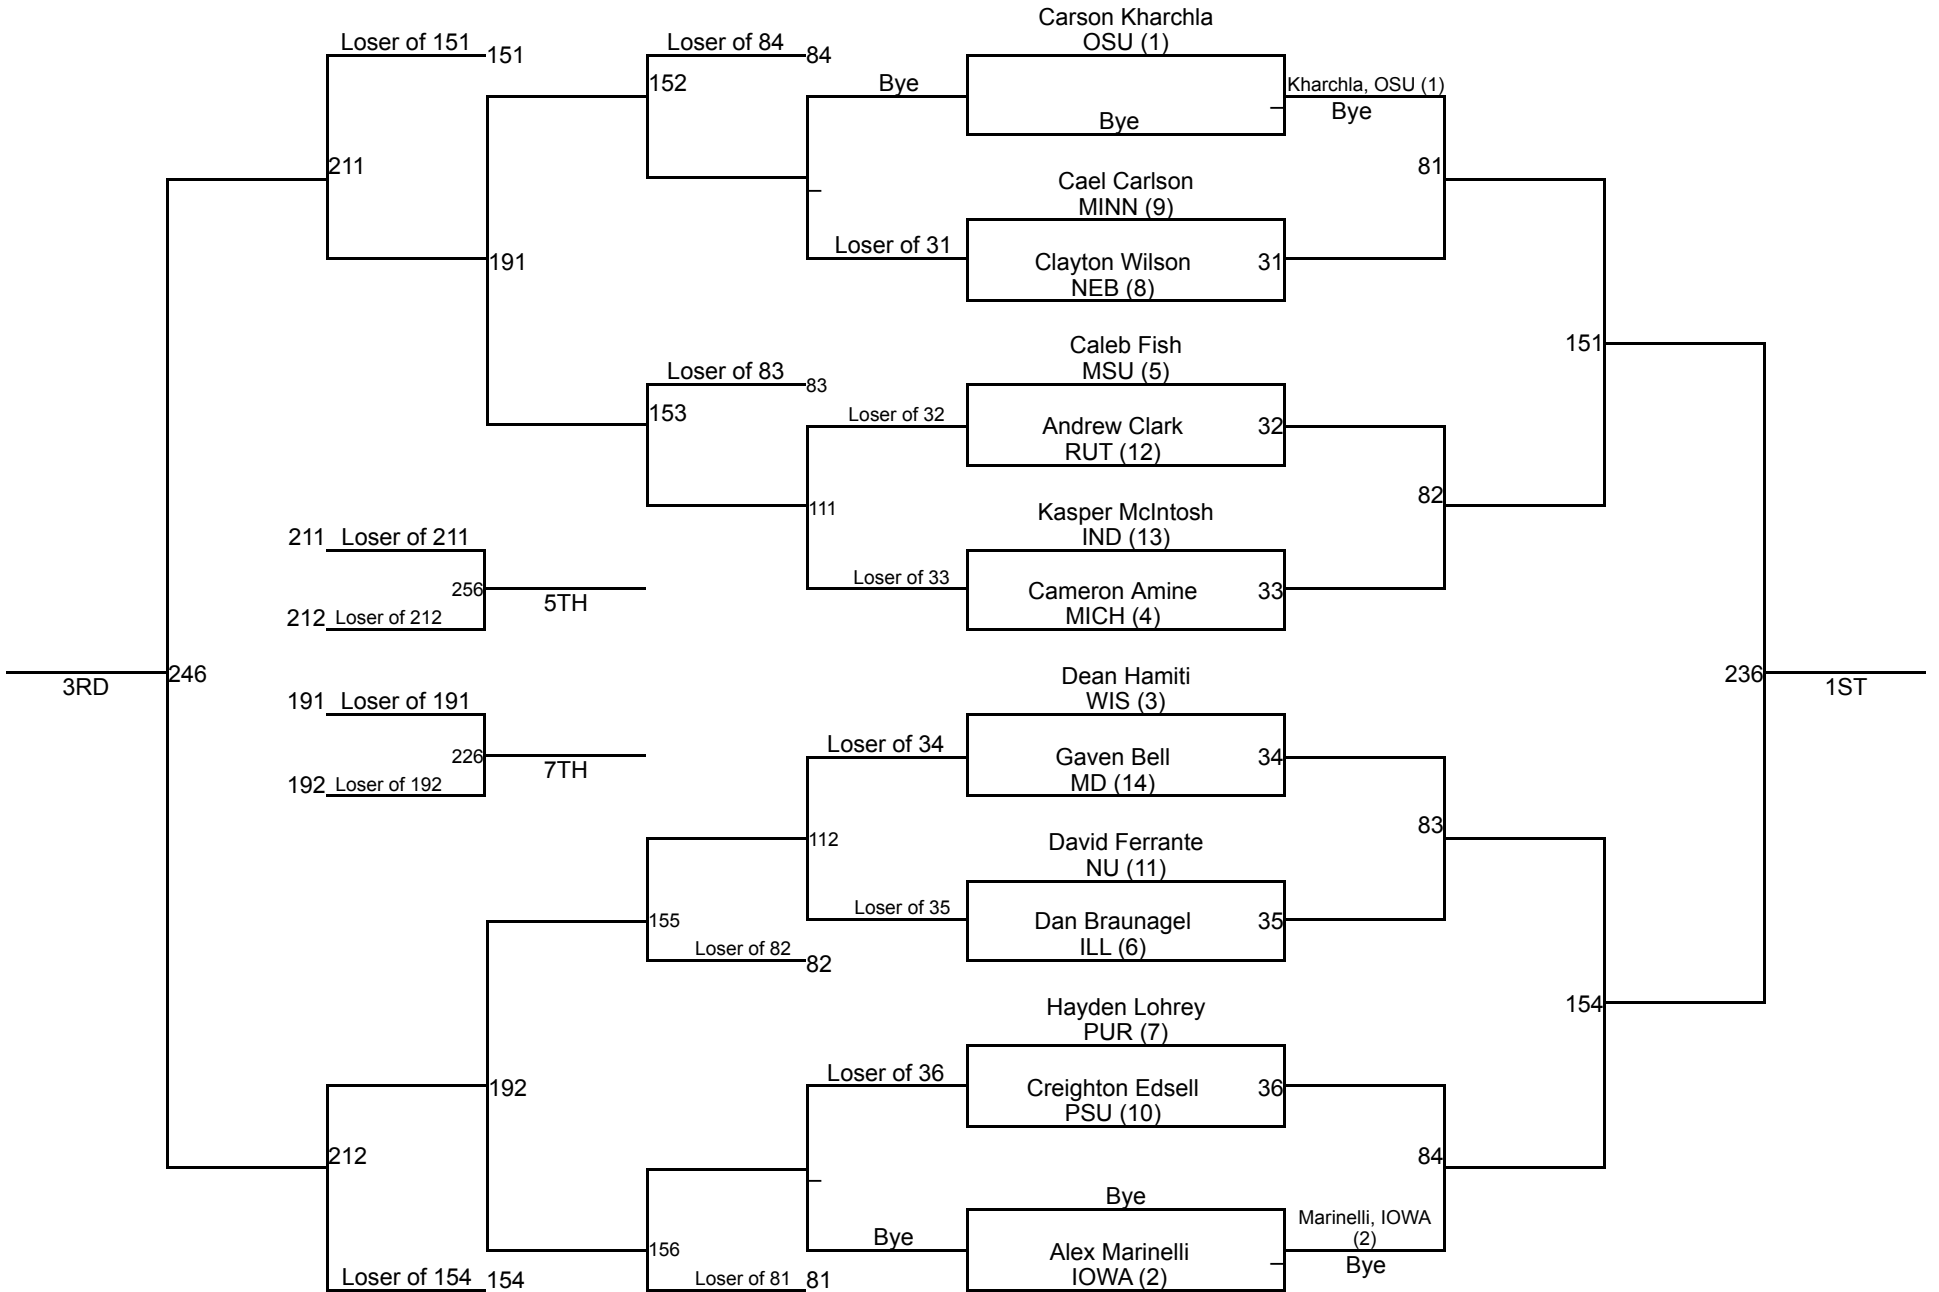 Carson Kharchla
OSU (1)
Loser of 151
151
Loser of 84
84
152
Bye
Kharchla, OSU (1)
Bye
Bye
211
81
Cael Carlson
MINN (9)
Loser of 31
191
Clayton Wilson
31
NEB (8)
Caleb Fish
MSU (5)
151
Loser of 83
83
153
Loser of 32
Andrew Clark
32
RUT (12)
82
111
Kasper McIntosh
IND (13)
211
Loser of 211
Loser of 33
256
5TH
Cameron Amine
33
MICH (4)
212
Loser of 212
3RD
246
Dean Hamiti
WIS (3)
236
1ST
191
Loser of 191
226
7TH
Loser of 34
Gaven Bell
34
MD (14)
192
Loser of 192
112
83
David Ferrante
NU (11)
Loser of 35
155
Dan Braunagel
35
ILL (6)
Loser of 82
82
Hayden Lohrey
PUR (7)
154
Loser of 36
192
Creighton Edsell
36
PSU (10)
212
84
Bye
Marinelli, IOWA
(2)
Bye
156
Alex Marinelli
IOWA (2)
Bye
Loser of 154
154
Loser of 81
81